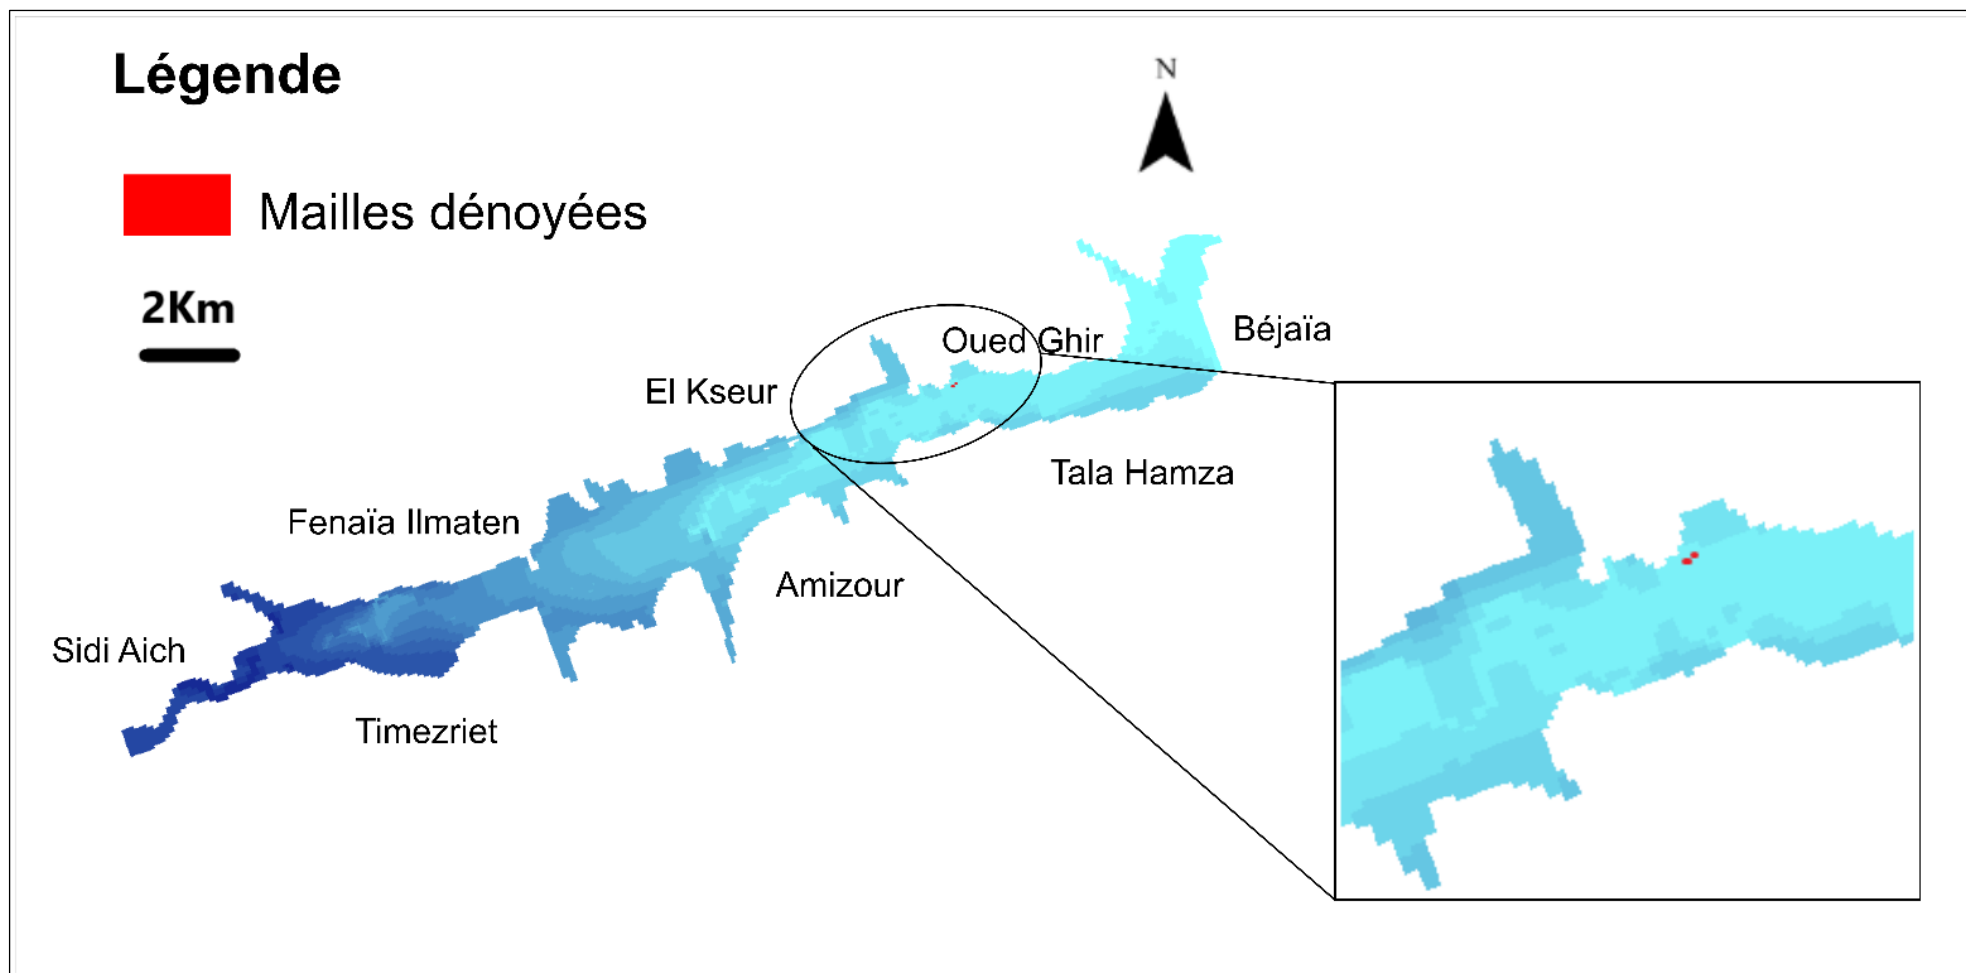 Légende
N
Mailles dénoyées
2Km
Oued Ghir
Béjaïa
El Kseur
Tala Hamza
Fenaïa Ilmaten
Amizour
Sidi Aich
Timezriet